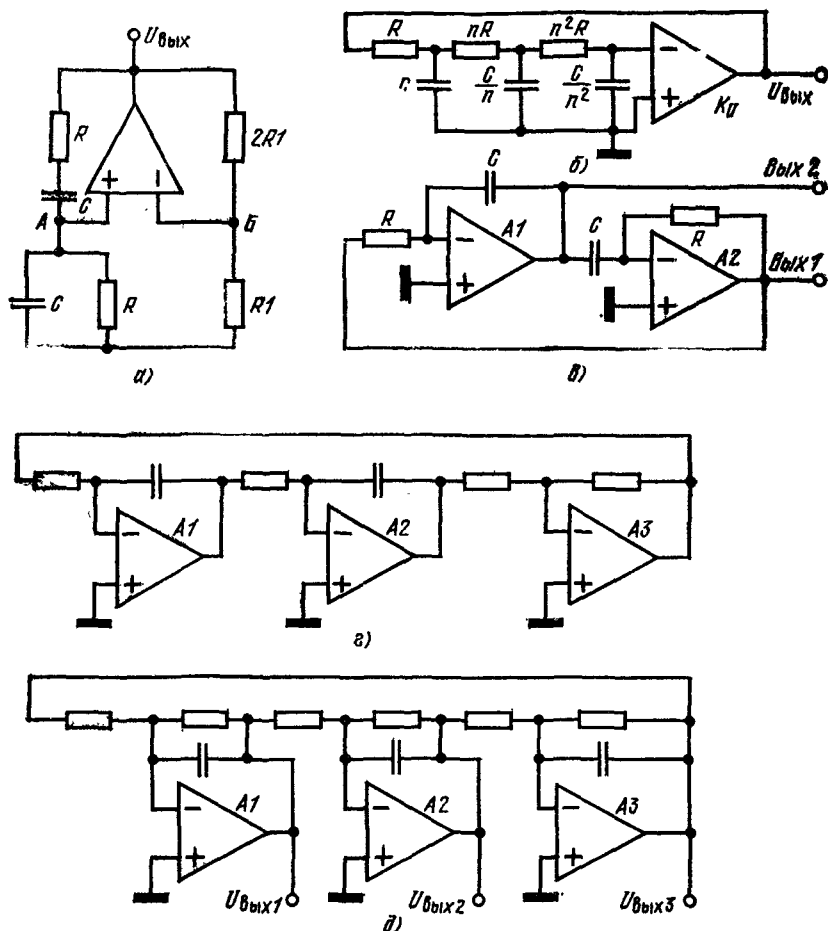 Uвых
R
2R1
+
−
A
C
Б
C
R
R1
а)
R
nR
n²R
C/n
C/n²
−
+
KU
Uвых
б)
C
Вых 2
R
−
A1
+
C
R
−
A2
+
Вых 1
в)
−
A1
+
−
A2
+
−
A3
+
г)
−
A1
+
−
A2
+
−
A3
+
Uвых1
Uвых2
Uвых3
д)